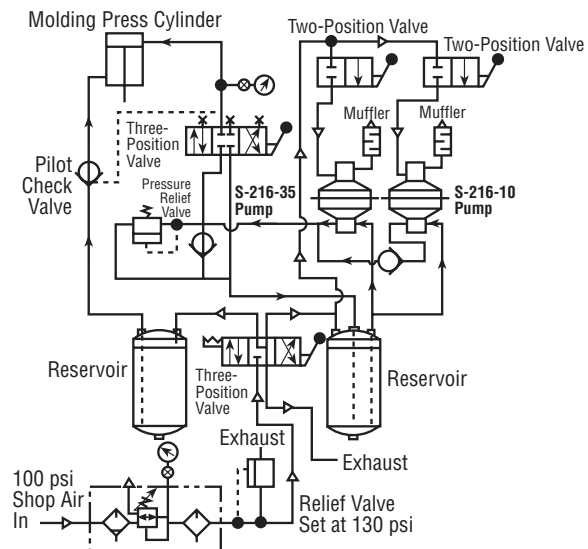 Molding Press Cylinder
Two-Position Valve
Two-Position Valve
Muffler
Muffler
Three-
Position
Valve
Pilot
Check
Valve
Pressure
Relief
Valve
S-216-35
Pump
S-216-10
Pump
Reservoir
Three-
Position
Valve
Reservoir
Exhaust
Exhaust
100 psi
Shop Air
In
Relief Valve
Set at 130 psi